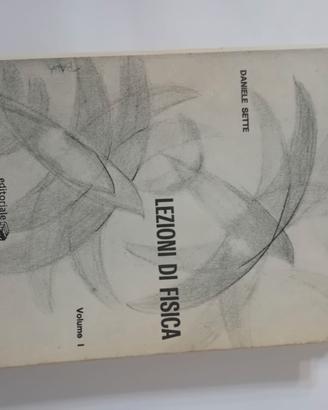 DANIELE SETTE
LEZIONI DI FISICA
Volume I
editoriale